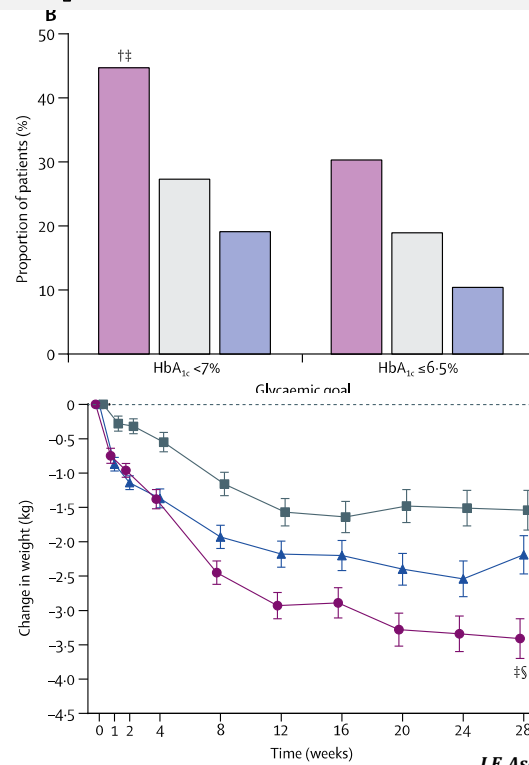 B
50
40
30
20
10
0
Proportion of patients (%)
†‡
HbA1c <7%
HbA1c ≤6·5%
Glycaemic goal
0
−0·5
−1·0
−1·5
−2·0
−2·5
−3·0
−3·5
−4·0
−4·5
Change in weight (kg)
‡§
0 1 2 4 8 12 16 20 24 28
Time (weeks)